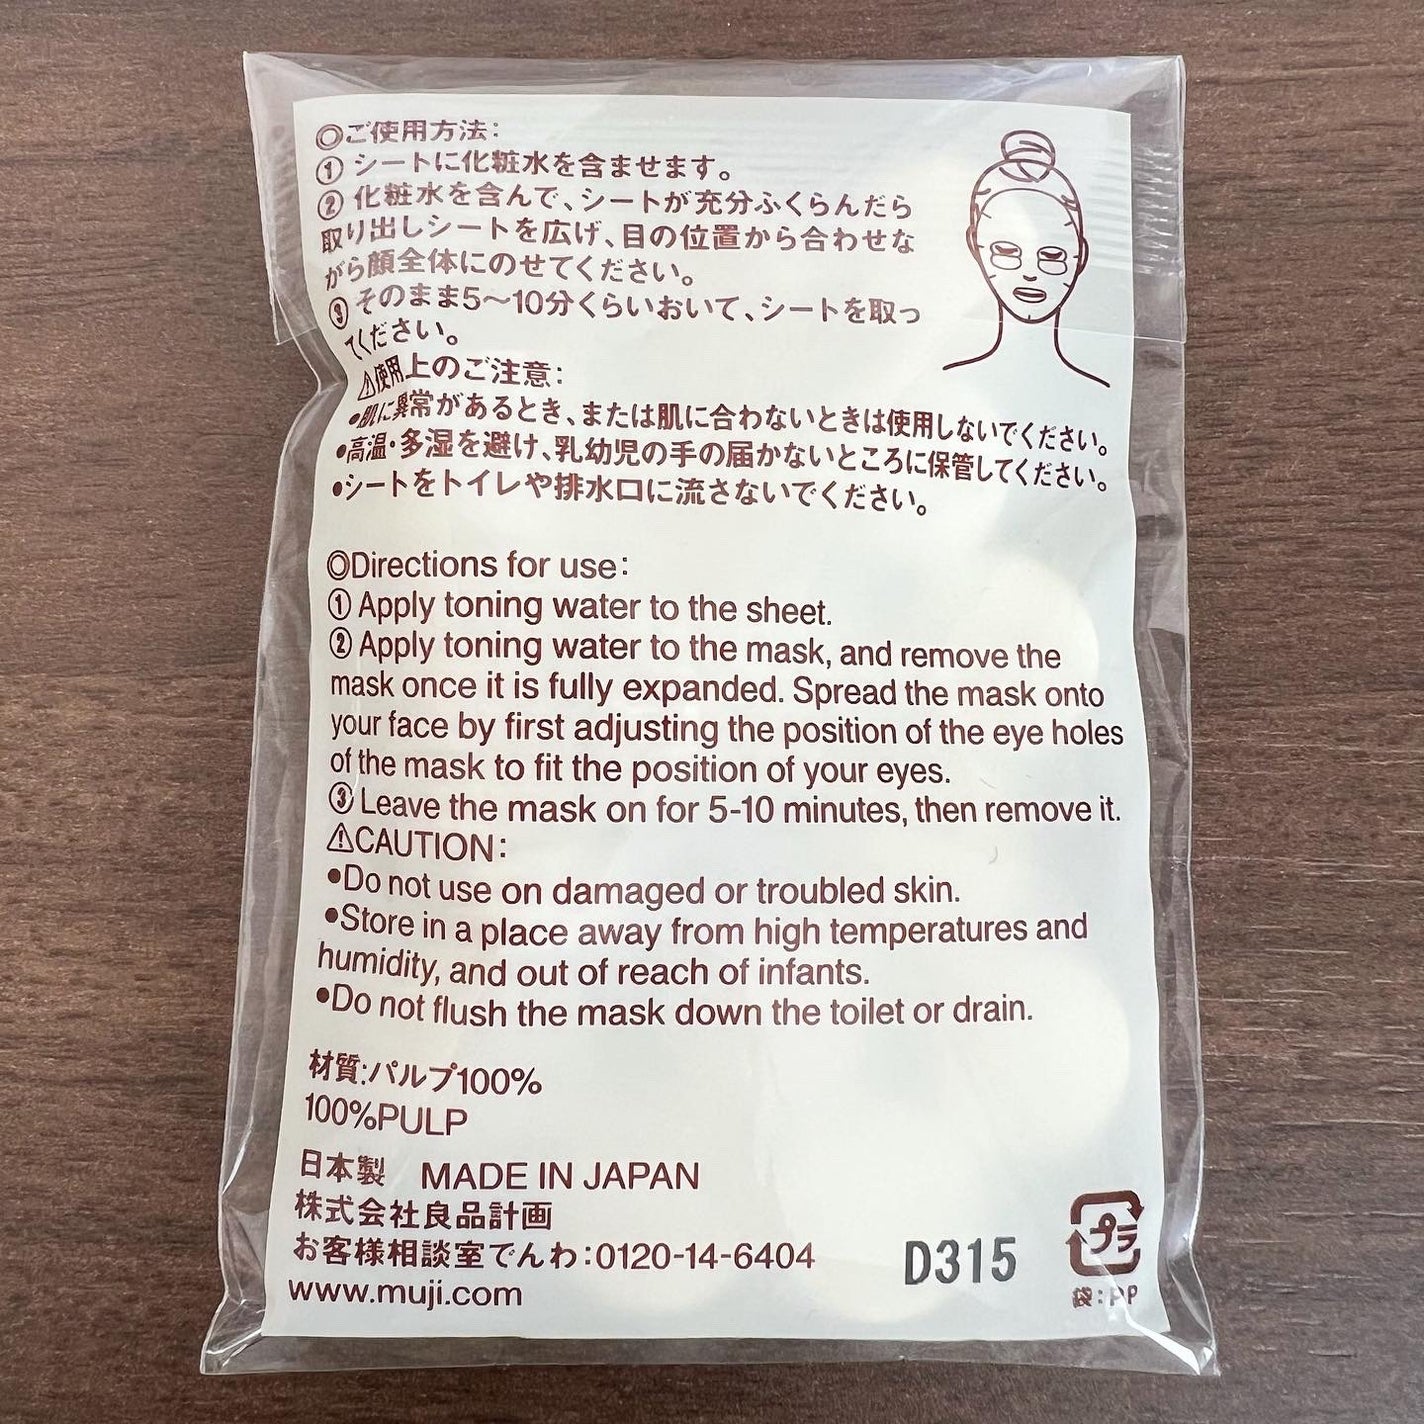 ◎ご使用方法:
① シートに化粧水を含ませます。
② 化粧水を含んで、シートが充分ふくらんだら
取り出しシートを広げ、目の位置から合わせな
がら顔全体にのせてください。
③ そのまま5〜10分くらいおいて、シートを取っ
てください。
⚠使用上のご注意:
●肌に異常があるとき、または肌に合わないときは使用しないでください。
●高温・多湿を避け、乳幼児の手の届かないところに保管してください。
●シートをトイレや排水口に流さないでください。
◎Directions for use:
① Apply toning water to the sheet.
② Apply toning water to the mask, and remove the
mask once it is fully expanded. Spread the mask onto
your face by first adjusting the position of the eye holes
of the mask to fit the position of your eyes.
③ Leave the mask on for 5-10 minutes, then remove it.
⚠CAUTION:
●Do not use on damaged or troubled skin.
●Store in a place away from high temperatures and
humidity, and out of reach of infants.
●Do not flush the mask down the toilet or drain.
材質:パルプ100%
100%PULP
日本製 MADE IN JAPAN
株式会社良品計画
お客様相談室でんわ:0120-14-6404
www.muji.com
D315
プラ
袋:PP